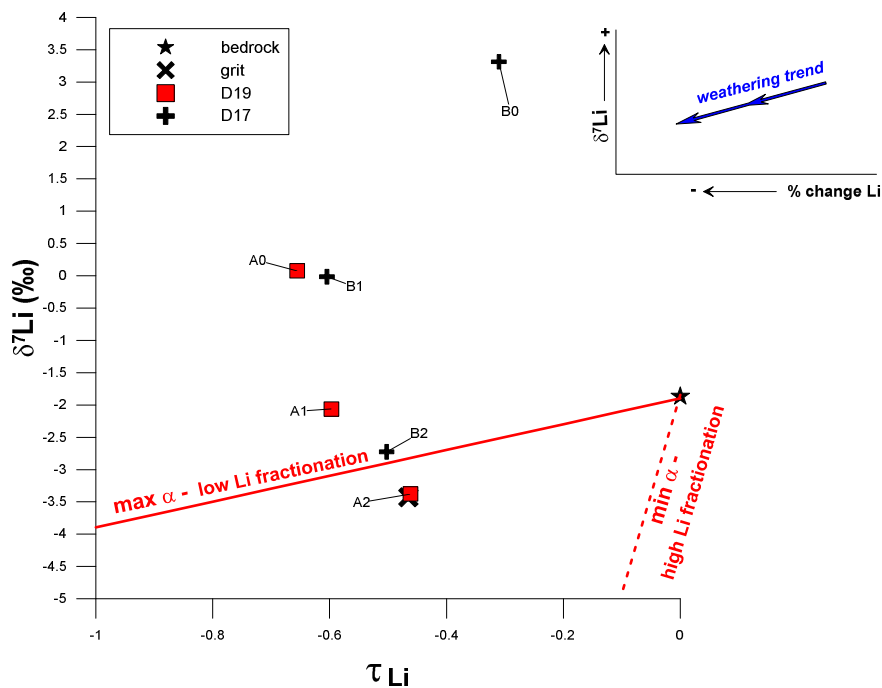 4
3.5
3
2.5
2
1.5
1
0.5
0
-0.5
-1
-1.5
-2
-2.5
-3
-3.5
-4
-4.5
-5
δ⁷Li (‰)
bedrock
grit
D19
D17
B0
A0
B1
A1
B2
A2
max α - low Li fractionation
min α -
high Li fractionation
+
δ⁷Li
weathering trend
- % change Li
-1
-0.8
-0.6
-0.4
-0.2
0
τ Li